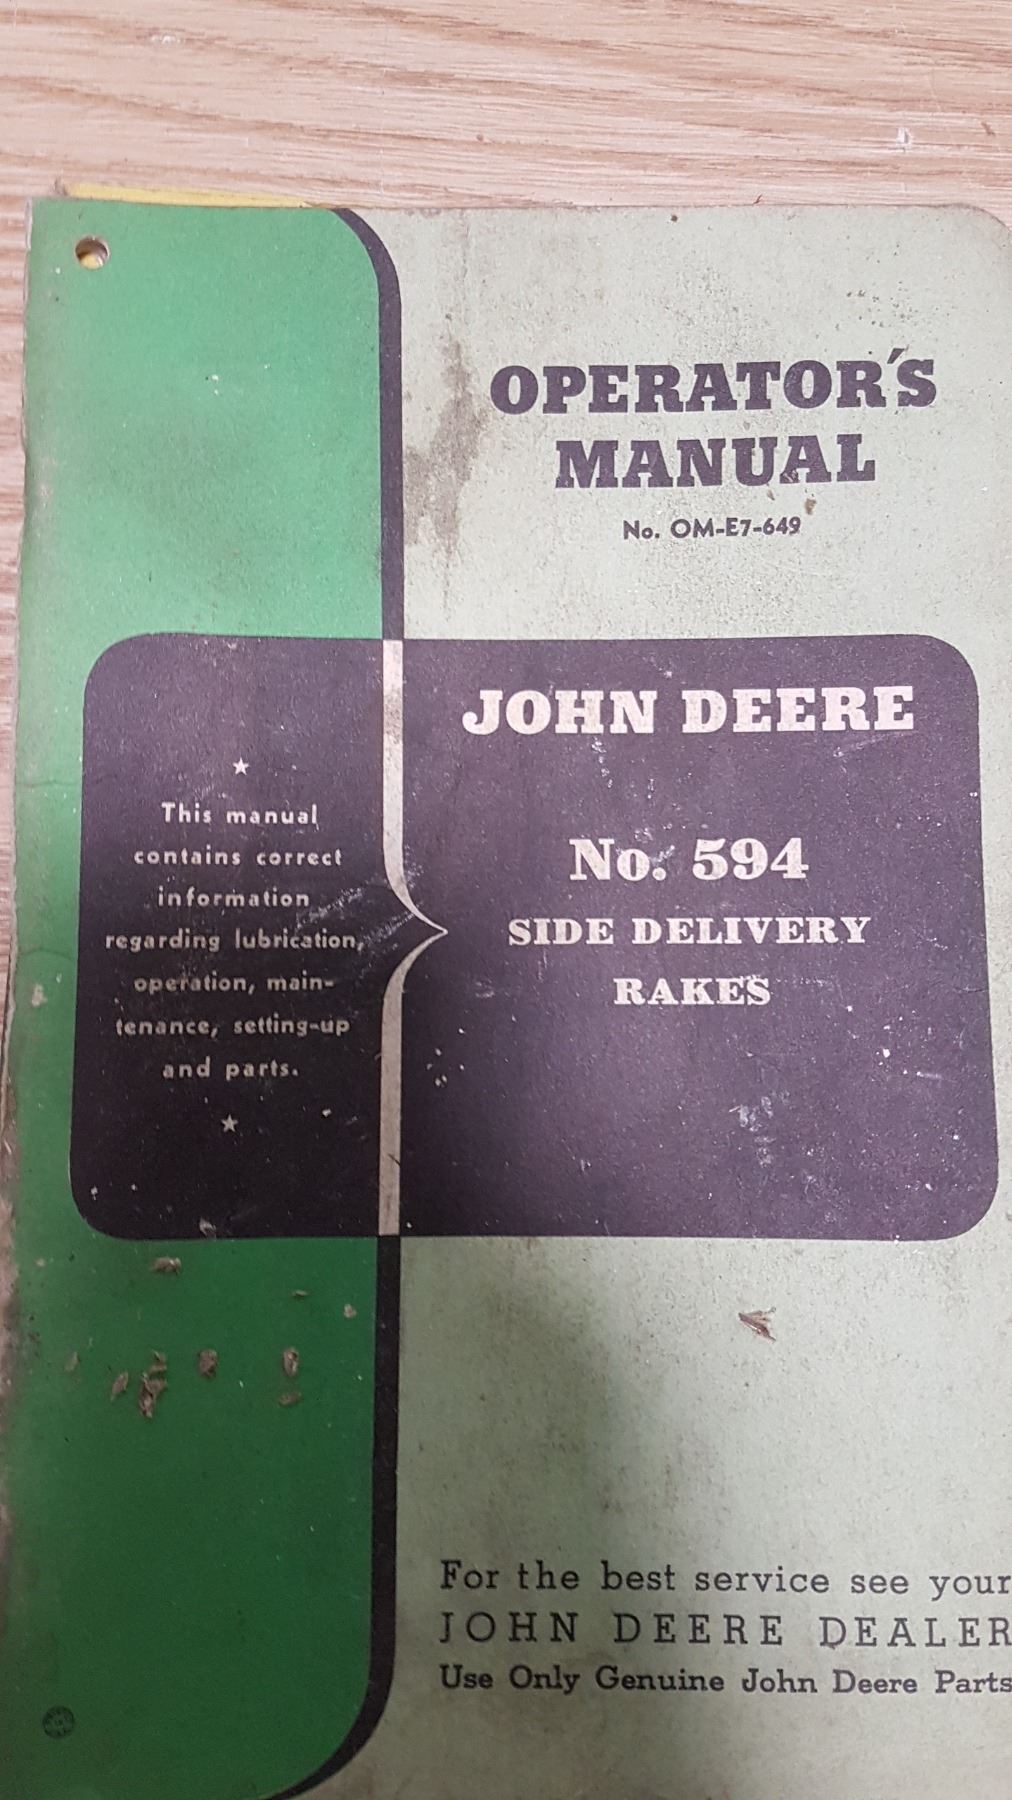 OPERATOR'S
MANUAL
No. OM-E7-649
JOHN DEERE
No. 594
SIDE DELIVERY
RAKES
This manual
contains correct
information
regarding lubrication,
operation, main-
tenance, setting-up
and parts.
For the best service see your
JOHN DEERE DEALER
Use Only Genuine John Deere Parts